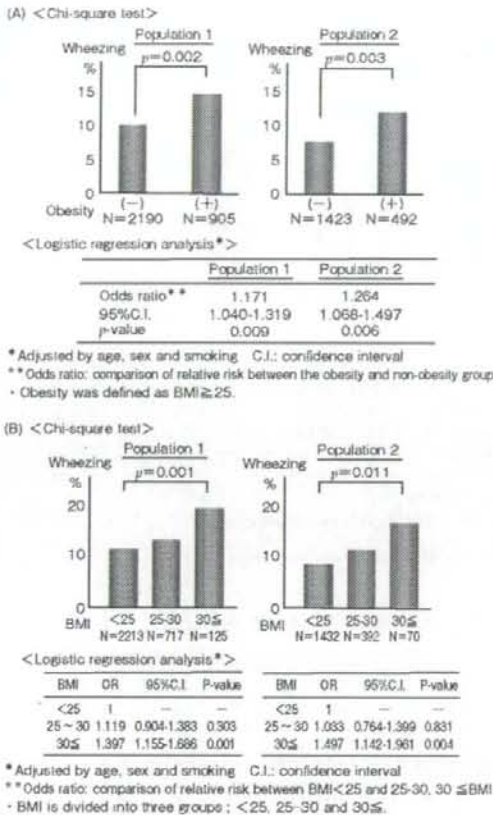 (A) <Chi-square test>
Population 1 Population 2
Wheezing p=0.002 Wheezing p=0.003
% %
15 15
10 10
5 5
0 0
Obesity (-) (+) (-) (+)
N=2190 N=905 N=1423 N=492
<Logistic regression analysis*>
Population 1 Population 2
Odds ratio** 1.171 1.264
95%C.I. 1.040-1.319 1.068-1.497
p-value 0.009 0.006
*Adjusted by age, sex and smoking C.I.: confidence interval
**Odds ratio: comparison of relative risk between the obesity and non-obesity group
・Obesity was defined as BMI≧25.
(B) <Chi-square test>
Population 1 Population 2
Wheezing p=0.001 Wheezing p=0.011
% %
20 20
10 10
0 0
BMI <25 25-30 30≦ BMI <25 25-30 30≦
N=2213 N=717 N=125 N=1432 N=392 N=70
<Logistic regression analysis*>
BMI OR 95%C.I. P-value BMI OR 95%C.I. P-value
<25 1 — — <25 1 — —
25~30 1.119 0.904-1.383 0.303 25~30 1.033 0.764-1.399 0.831
30≦ 1.397 1.155-1.686 0.001 30≦ 1.497 1.142-1.961 0.004
*Adjusted by age, sex and smoking C.I.: confidence interval
**Odds ratio: comparison of relative risk between BMI<25 and 25-30, 30 ≦BMI
・BMI is divided into three groups ; <25, 25-30 and 30≦.